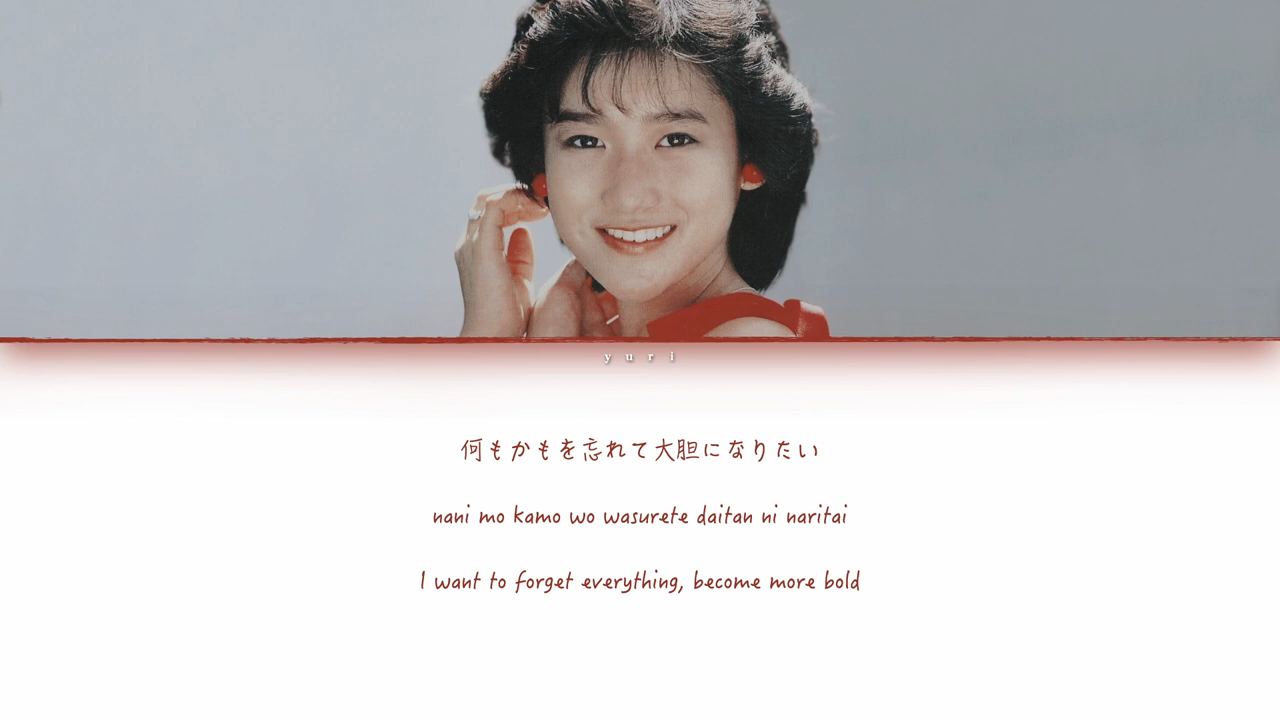 y u r i
何もかもを忘れて大胆になりたい
nani mo kamo wo wasurete daitan ni naritai
I want to forget everything, become more bold